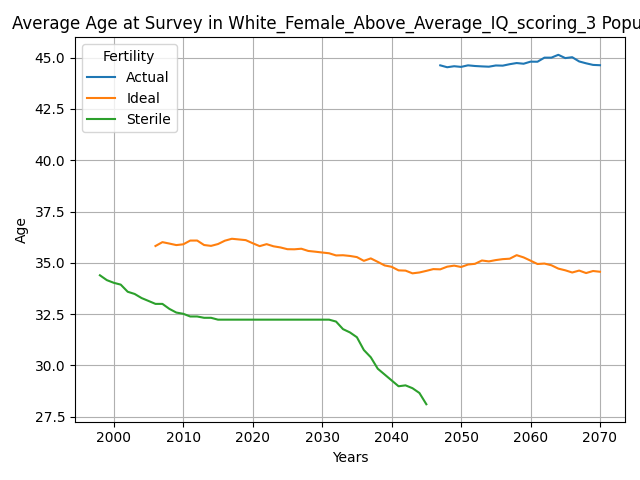 Average Age at Survey in White_Female_Above_Average_IQ_scoring_3 Popu
Fertility
Actual
Ideal
Sterile
45.0
42.5
40.0
37.5
35.0
32.5
30.0
27.5
Age
2000 2010 2020 2030 2040 2050 2060 2070
Years